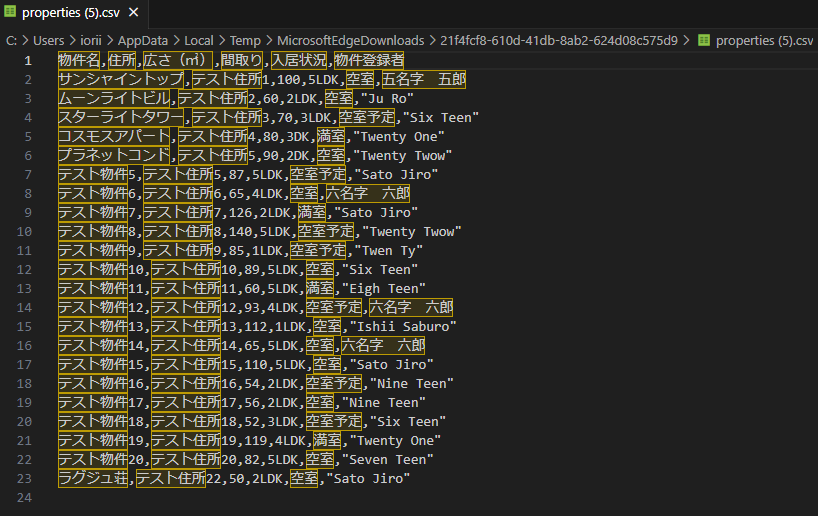 properties (5).csv ×
C: > Users > iorii > AppData > Local > Temp > MicrosoftEdgeDownloads > 21f4fcf8-610d-41db-8ab2-624d08c575d9 > properties (5).csv
1 物件名,住所,広さ（㎡）,間取り,入居状況,物件登録者
2 サンシャイントップ,テスト住所1,100,5LDK,空室,五名字　五郎
3 ムーンライトビル,テスト住所2,60,2LDK,空室,"Ju Ro"
4 スターライトタワー,テスト住所3,70,3LDK,空室予定,"Six Teen"
5 コスモスアパート,テスト住所4,80,3DK,満室,"Twenty One"
6 プラネットコンド,テスト住所5,90,2DK,空室,"Twenty Twow"
7 テスト物件5,テスト住所5,87,5LDK,空室予定,"Sato Jiro"
8 テスト物件6,テスト住所6,65,4LDK,空室,六名字　六郎
9 テスト物件7,テスト住所7,126,2LDK,満室,"Sato Jiro"
10 テスト物件8,テスト住所8,140,5LDK,空室予定,"Twenty Twow"
11 テスト物件9,テスト住所9,85,1LDK,空室予定,"Twen Ty"
12 テスト物件10,テスト住所10,89,5LDK,空室,"Six Teen"
13 テスト物件11,テスト住所11,60,5LDK,満室,"Eigh Teen"
14 テスト物件12,テスト住所12,93,4LDK,空室予定,六名字　六郎
15 テスト物件13,テスト住所13,112,1LDK,空室,"Ishii Saburo"
16 テスト物件14,テスト住所14,65,5LDK,空室,六名字　六郎
17 テスト物件15,テスト住所15,110,5LDK,空室,"Sato Jiro"
18 テスト物件16,テスト住所16,54,2LDK,空室予定,"Nine Teen"
19 テスト物件17,テスト住所17,56,2LDK,空室,"Nine Teen"
20 テスト物件18,テスト住所18,52,3LDK,空室予定,"Six Teen"
21 テスト物件19,テスト住所19,119,4LDK,満室,"Twenty One"
22 テスト物件20,テスト住所20,82,5LDK,空室,"Seven Teen"
23 ラグジュ荘,テスト住所22,50,2LDK,空室,"Sato Jiro"
24